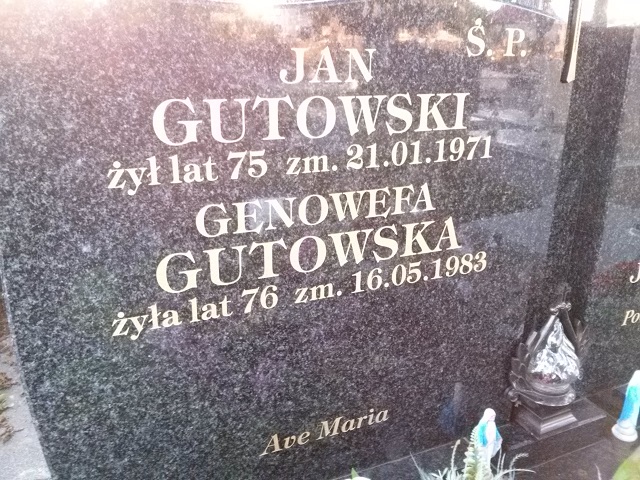 Ś. P.
JAN
GUTOWSKI
żył lat 75 zm. 21.01.1971
GENOWEFA
GUTOWSKA
żyła lat 76 zm. 16.05.1983
Ave Maria